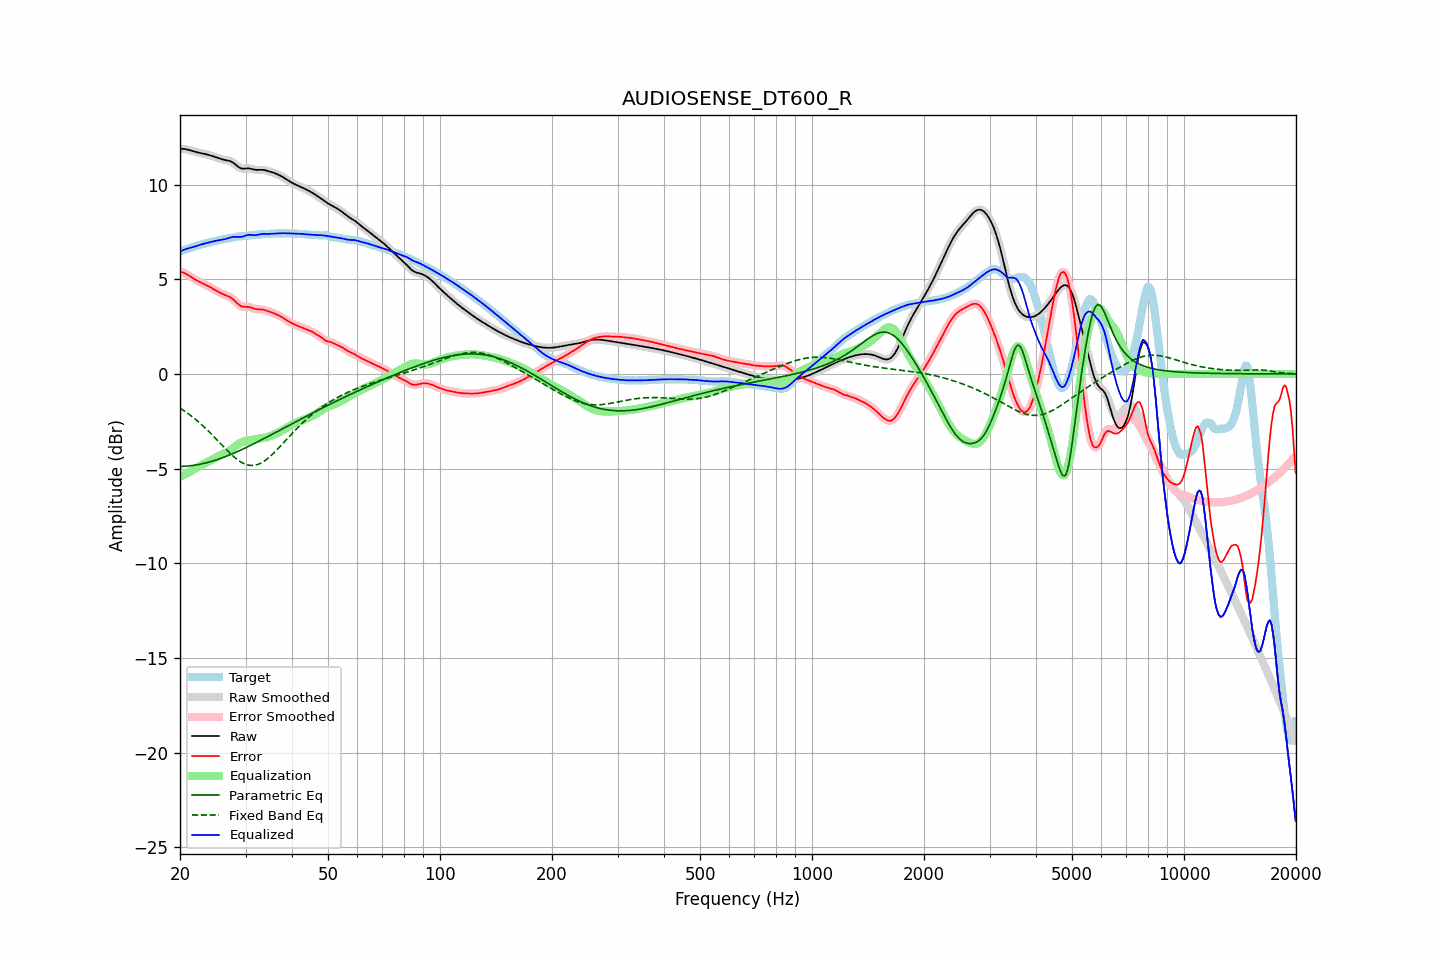 AUDIOSENSE_DT600_R
Amplitude (dBr)
10
5
0
−5
−10
−15
−20
−25
Target
Raw Smoothed
Error Smoothed
Raw
Error
Equalization
Parametric Eq
Fixed Band Eq
Equalized
20 50 100 200 500 1000 2000 5000 10000 20000
Frequency (Hz)